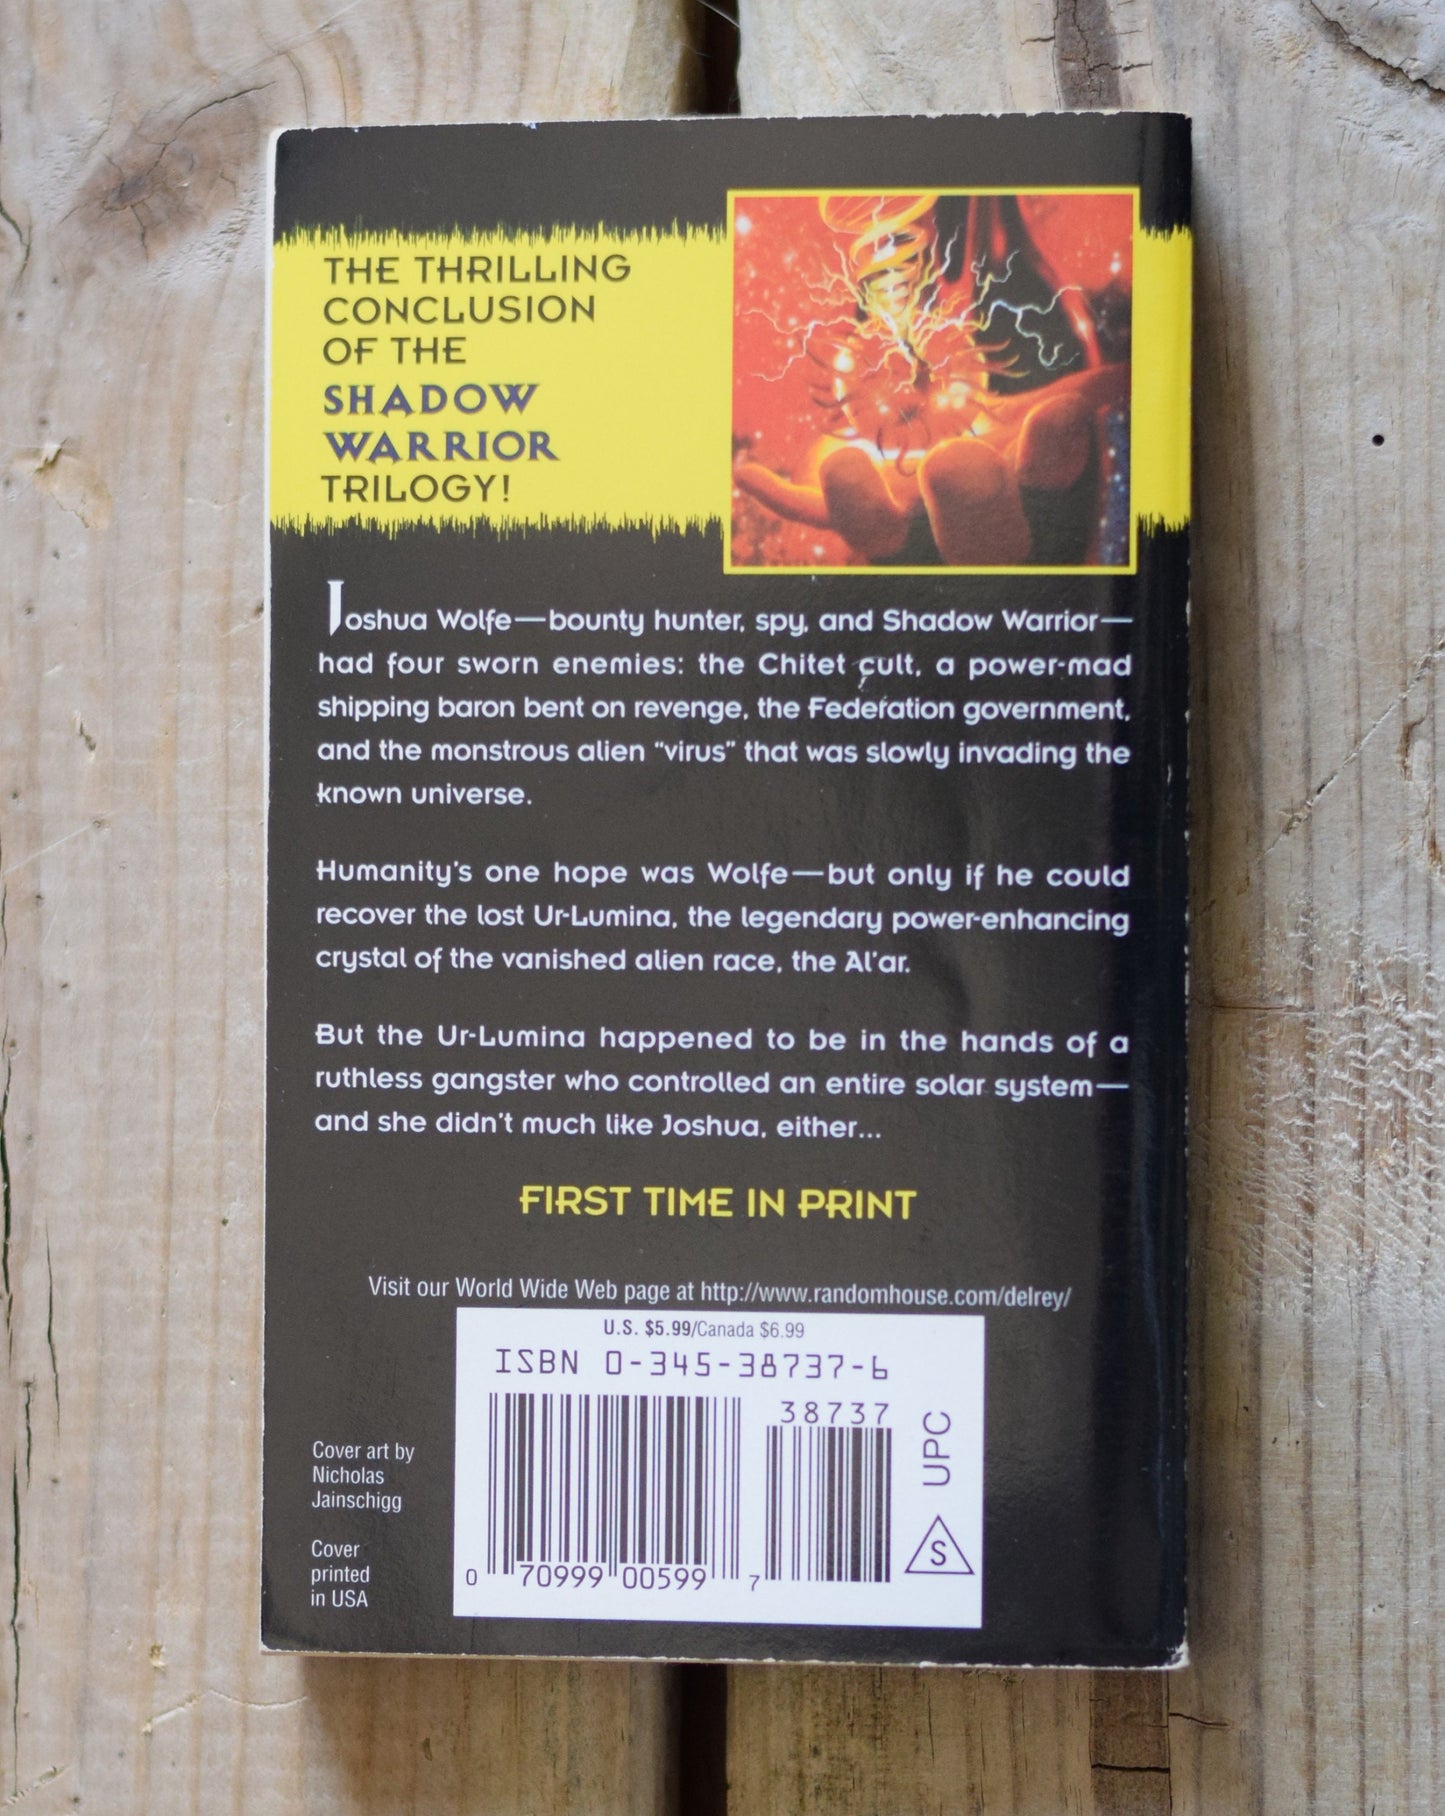 THE THRILLING
CONCLUSION
OF THE
SHADOW
WARRIOR
TRILOGY!
Joshua Wolfe—bounty hunter, spy, and Shadow Warrior—
had four sworn enemies: the Chitet cult, a power-mad
shipping baron bent on revenge, the Federation government,
and the monstrous alien "virus" that was slowly invading the
known universe.
Humanity's one hope was Wolfe—but only if he could
recover the lost Ur-Lumina, the legendary power-enhancing
crystal of the vanished alien race, the Al'ar.
But the Ur-Lumina happened to be in the hands of a
ruthless gangster who controlled an entire solar system—
and she didn't much like Joshua, either...
FIRST TIME IN PRINT
Visit our World Wide Web page at http://www.randomhouse.com/delrey/
U.S. $5.99/Canada $6.99
ISBN 0-345-38737-6
38737
UPC
S
0 70999 00599 7
Cover art by
Nicholas
Jainschigg
Cover
printed
in USA